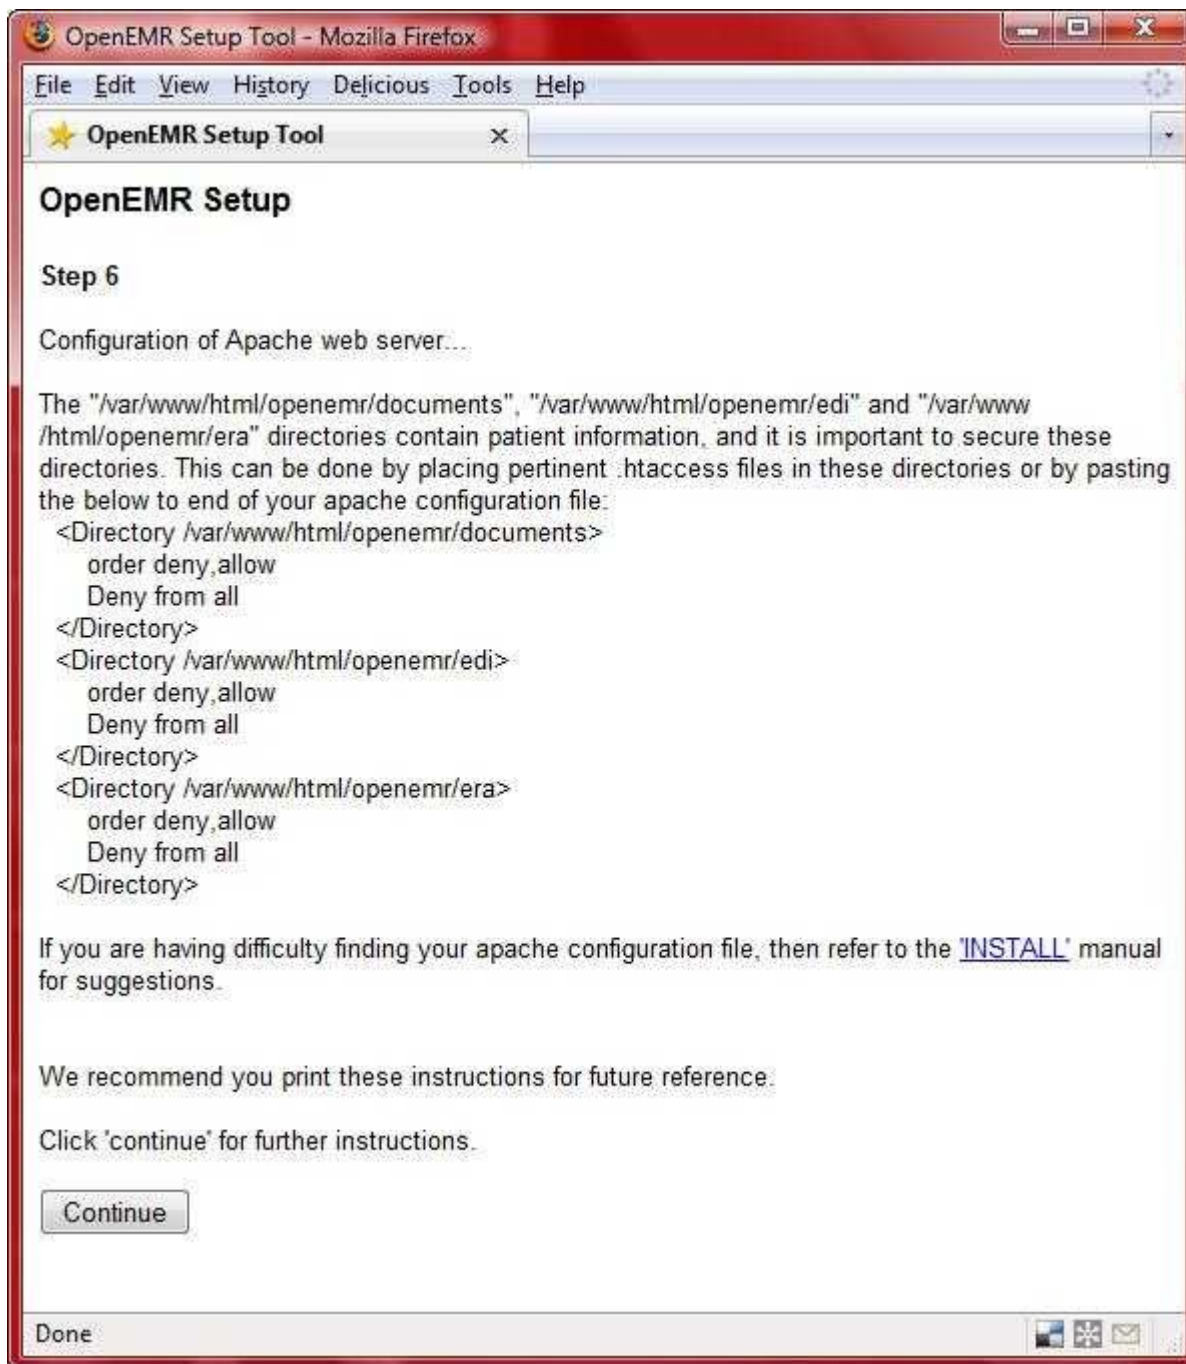 OpenEMR Setup Tool - Mozilla Firefox
File Edit View History Delicious Tools Help
OpenEMR Setup Tool
OpenEMR Setup
Step 6
Configuration of Apache web server...
The "/var/www/html/openemr/documents", "/var/www/html/openemr/edi" and "/var/www
/html/openemr/era" directories contain patient information, and it is important to secure these
directories. This can be done by placing pertinent .htaccess files in these directories or by pasting
the below to end of your apache configuration file:
<Directory /var/www/html/openemr/documents>
order deny,allow
Deny from all
</Directory>
<Directory /var/www/html/openemr/edi>
order deny,allow
Deny from all
</Directory>
<Directory /var/www/html/openemr/era>
order deny,allow
Deny from all
</Directory>
If you are having difficulty finding your apache configuration file, then refer to the 'INSTALL' manual
for suggestions.
We recommend you print these instructions for future reference.
Click 'continue' for further instructions.
Continue
Done